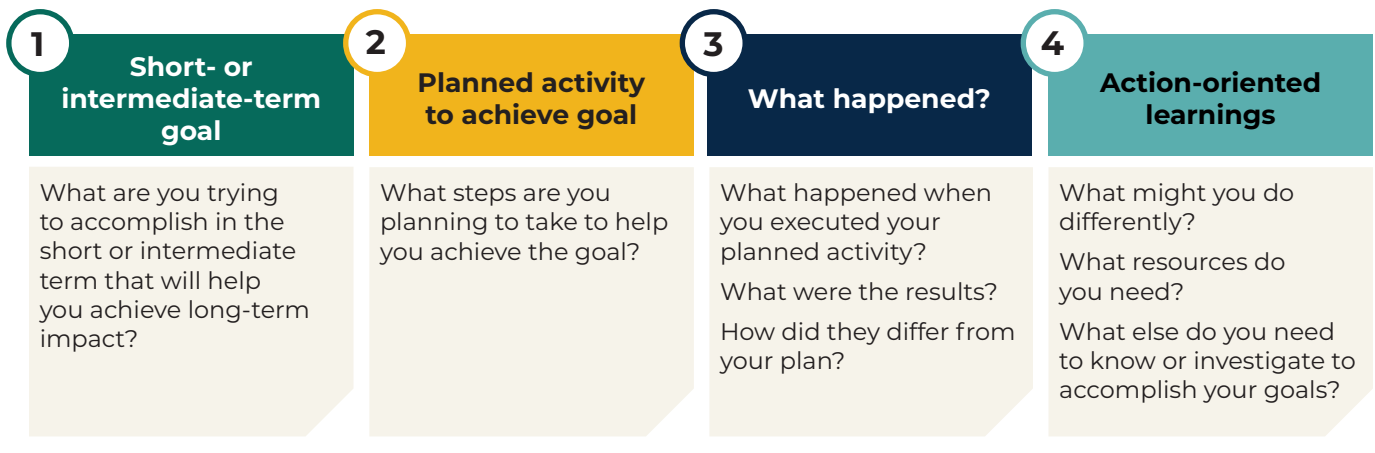 1
Short- or
intermediate-term
goal
What are you trying
to accomplish in the
short or intermediate
term that will help
you achieve long-term
impact?
2
Planned activity
to achieve goal
What steps are you
planning to take to help
you achieve the goal?
3
What happened?
What happened when
you executed your
planned activity?
What were the results?
How did they differ from
your plan?
4
Action-oriented
learnings
What might you do
differently?
What resources do
you need?
What else do you need
to know or investigate to
accomplish your goals?